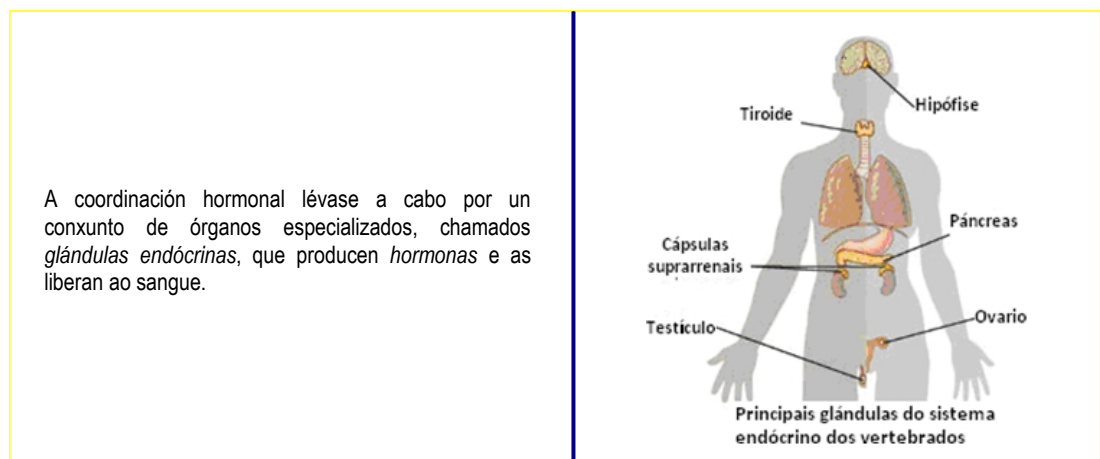 A coordinación hormonal lévase a cabo por un
conxunto de órganos especializados, chamados
glándulas endócrinas, que producen hormonas e as
liberan ao sangue.
Hipófise
Tiroide
Páncreas
Cápsulas
suprarrenais
Ovario
Testículo
Principais glándulas do sistema
endócrino dos vertebrados